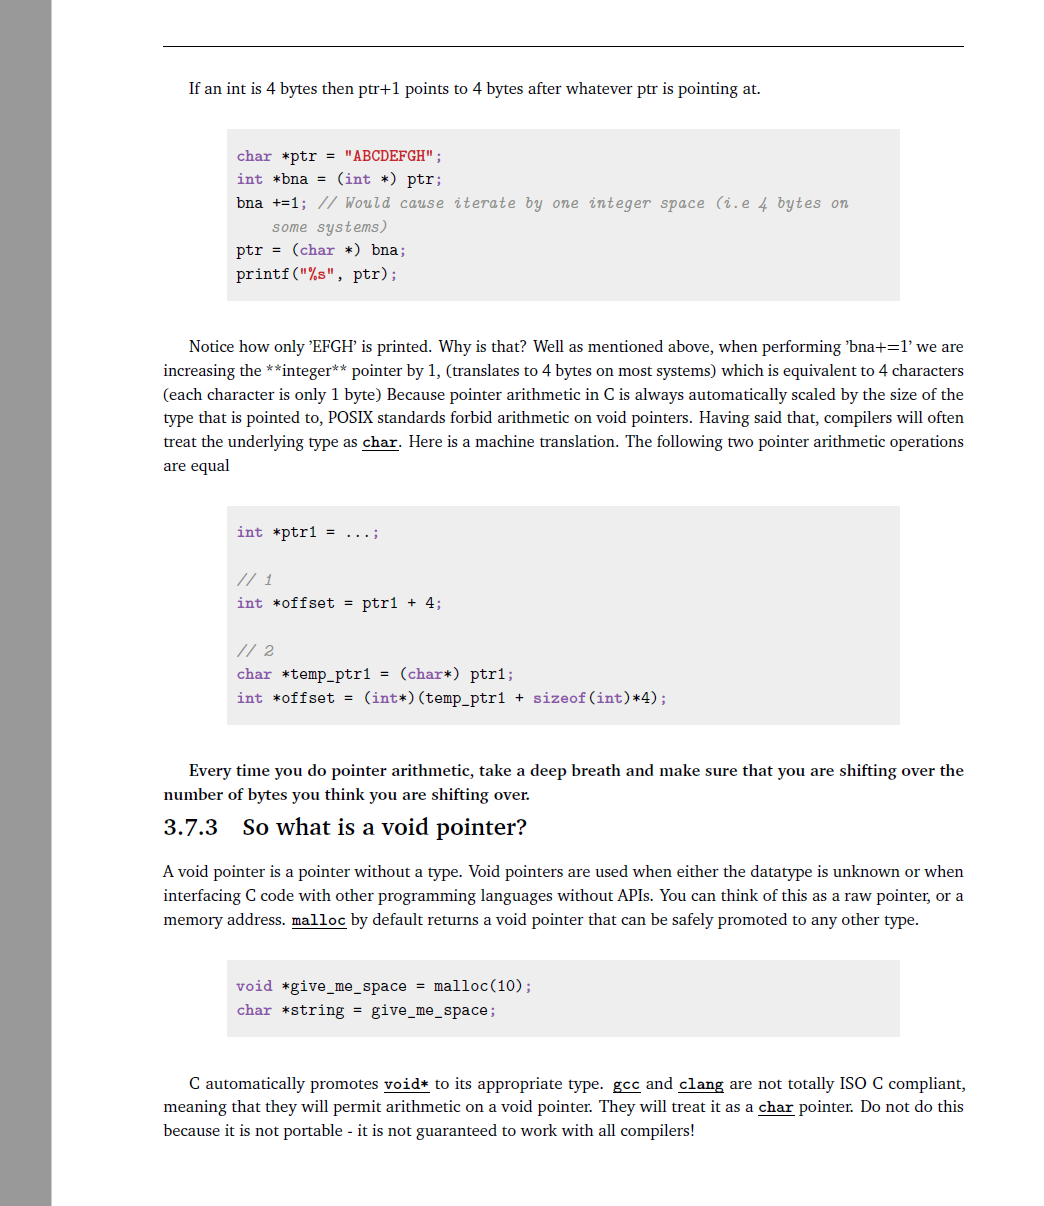 If an int is 4 bytes then ptr+1 points to 4 bytes after whatever ptr is pointing at.
char *ptr = "ABCDEFGH";
int *bna = (int *) ptr;
bna +=1; // Would cause iterate by one integer space (i.e 4 bytes on
some systems)
ptr = (char *) bna;
printf("%s", ptr);
Notice how only ’EFGH’ is printed. Why is that? Well as mentioned above, when performing ’bna+=1’ we are
increasing the **integer** pointer by 1, (translates to 4 bytes on most systems) which is equivalent to 4 characters
(each character is only 1 byte) Because pointer arithmetic in C is always automatically scaled by the size of the
type that is pointed to, POSIX standards forbid arithmetic on void pointers. Having said that, compilers will often
treat the underlying type as char. Here is a machine translation. The following two pointer arithmetic operations
are equal
int *ptr1 = ...;
// 1
int *offset = ptr1 + 4;
// 2
char *temp_ptr1 = (char*) ptr1;
int *offset = (int*)(temp_ptr1 + sizeof(int)*4);
Every time you do pointer arithmetic, take a deep breath and make sure that you are shifting over the
number of bytes you think you are shifting over.
3.7.3 So what is a void pointer?
A void pointer is a pointer without a type. Void pointers are used when either the datatype is unknown or when
interfacing C code with other programming languages without APIs. You can think of this as a raw pointer, or a
memory address. malloc by default returns a void pointer that can be safely promoted to any other type.
void *give_me_space = malloc(10);
char *string = give_me_space;
C automatically promotes void* to its appropriate type. gcc and clang are not totally ISO C compliant,
meaning that they will permit arithmetic on a void pointer. They will treat it as a char pointer. Do not do this
because it is not portable - it is not guaranteed to work with all compilers!